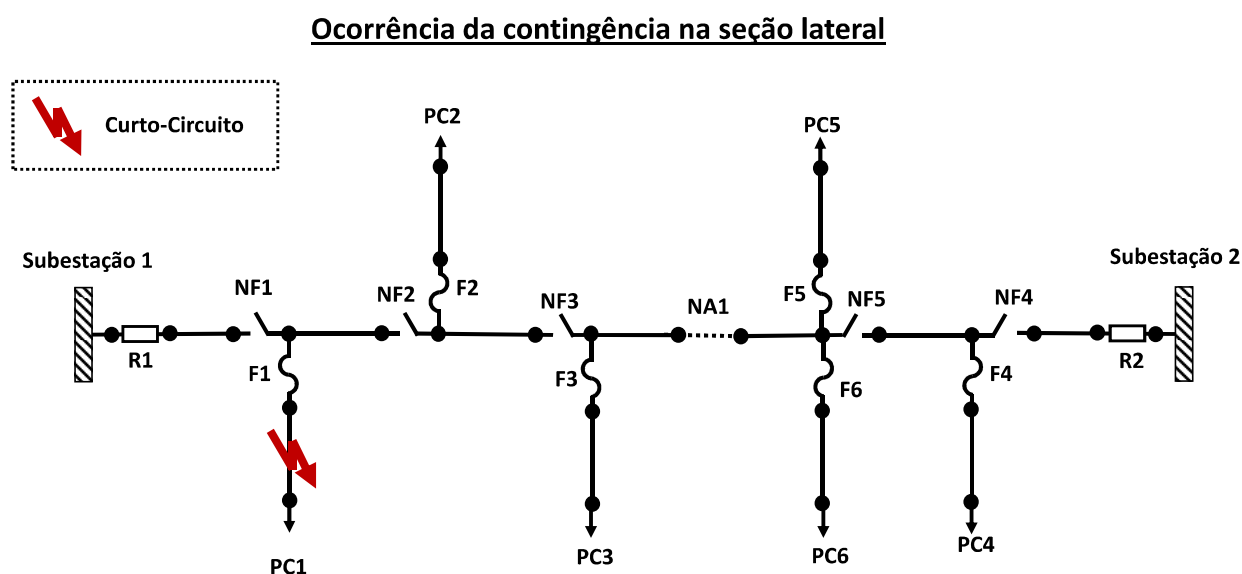 Ocorrência da contingência na seção lateral
Curto-Circuito
PC2
PC5
Subestação 1
Subestação 2
NF1
NF2
F2
NF3
NA1
F5
NF5
NF4
R1
F1
F3
F6
F4
R2
PC1
PC3
PC6
PC4